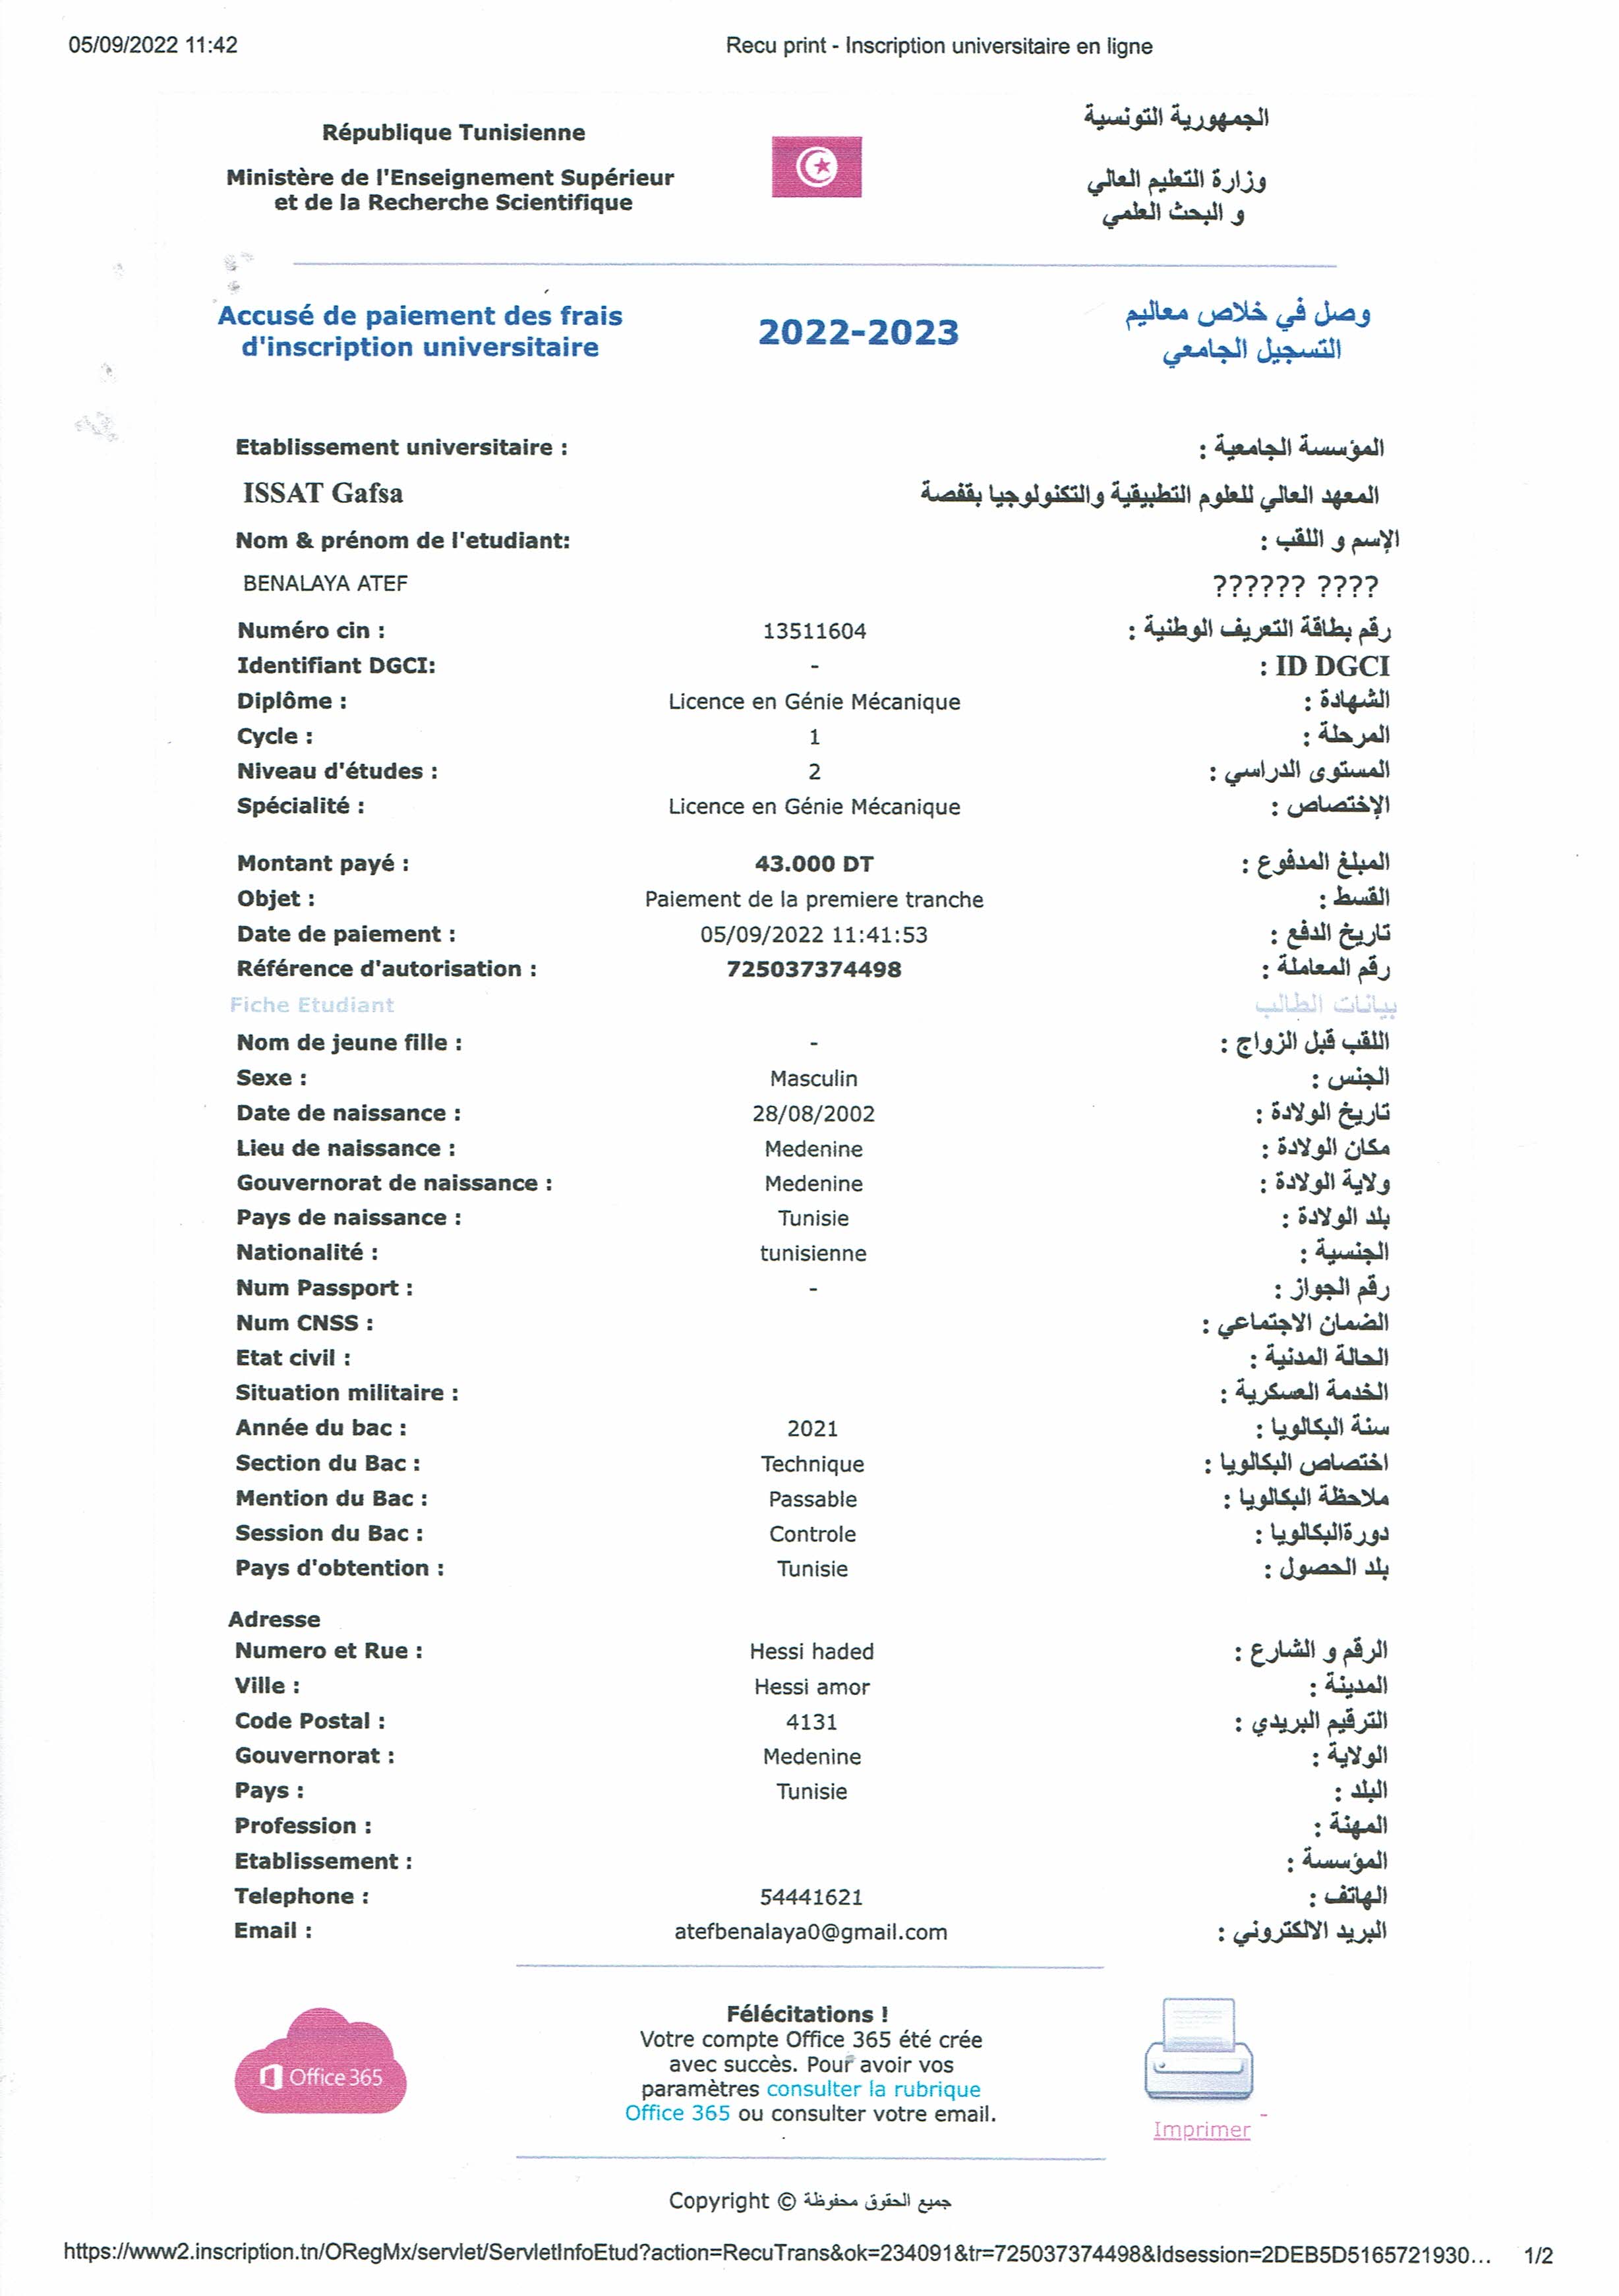 05/09/2022 11:42 Recu print - Inscription universitaire en ligne
République Tunisienne الجمهورية التونسية
Ministère de l'Enseignement Supérieur وزارة التعليم العالي
et de la Recherche Scientifique و البحث العلمي
Accusé de paiement des frais 2022-2023 وصل في خلاص معاليم
d'inscription universitaire التسجيل الجامعي
Etablissement universitaire : المؤسسة الجامعية :
ISSAT Gafsa المعهد العالي للعلوم التطبيقية والتكنولوجيا بقفصة
Nom & prénom de l'etudiant: الإسم و اللقب :
BENALAYA ATEF ?????? ????
Numéro cin : 13511604 رقم بطاقة التعريف الوطنية :
Identifiant DGCI: - : ID DGCI
Diplôme : Licence en Génie Mécanique الشهادة :
Cycle : 1 المرحلة :
Niveau d'études : 2 المستوى الدراسي :
Spécialité : Licence en Génie Mécanique الإختصاص :
Montant payé : 43.000 DT المبلغ المدفوع :
Objet : Paiement de la premiere tranche القسط :
Date de paiement : 05/09/2022 11:41:53 تاريخ الدفع :
Référence d'autorisation : 725037374498 رقم المعاملة :
Fiche Etudiant بيانات الطالب
Nom de jeune fille : - اللقب قبل الزواج :
Sexe : Masculin الجنس :
Date de naissance : 28/08/2002 تاريخ الولادة :
Lieu de naissance : Medenine مكان الولادة :
Gouvernorat de naissance : Medenine ولاية الولادة :
Pays de naissance : Tunisie بلد الولادة :
Nationalité : tunisienne الجنسية :
Num Passport : - رقم الجواز :
Num CNSS : الضمان الاجتماعي :
Etat civil : الحالة المدنية :
Situation militaire : الخدمة العسكرية :
Année du bac : 2021 سنة البكالويا :
Section du Bac : Technique اختصاص البكالويا :
Mention du Bac : Passable ملاحظة البكالويا :
Session du Bac : Controle دورةالبكالويا :
Pays d'obtention : Tunisie بلد الحصول :
Adresse
Numero et Rue : Hessi haded الرقم و الشارع :
Ville : Hessi amor المدينة :
Code Postal : 4131 الترقيم البريدي :
Gouvernorat : Medenine الولاية :
Pays : Tunisie البلد :
Profession : المهنة :
Etablissement : المؤسسة :
Telephone : 54441621 الهاتف :
Email : atefbenalaya0@gmail.com البريد الالكتروني :
Félécitations !
Votre compte Office 365 été crée
avec succès. Pour avoir vos
Office 365
paramètres consulter la rubrique
Office 365 ou consulter votre email.
Imprimer
Copyright © جميع الحقوق محفوظة
https://www2.inscription.tn/ORegMx/servlet/ServletInfoEtud?action=RecuTrans&ok=234091&tr=725037374498&Idsession=2DEB5D5165721930... 1/2